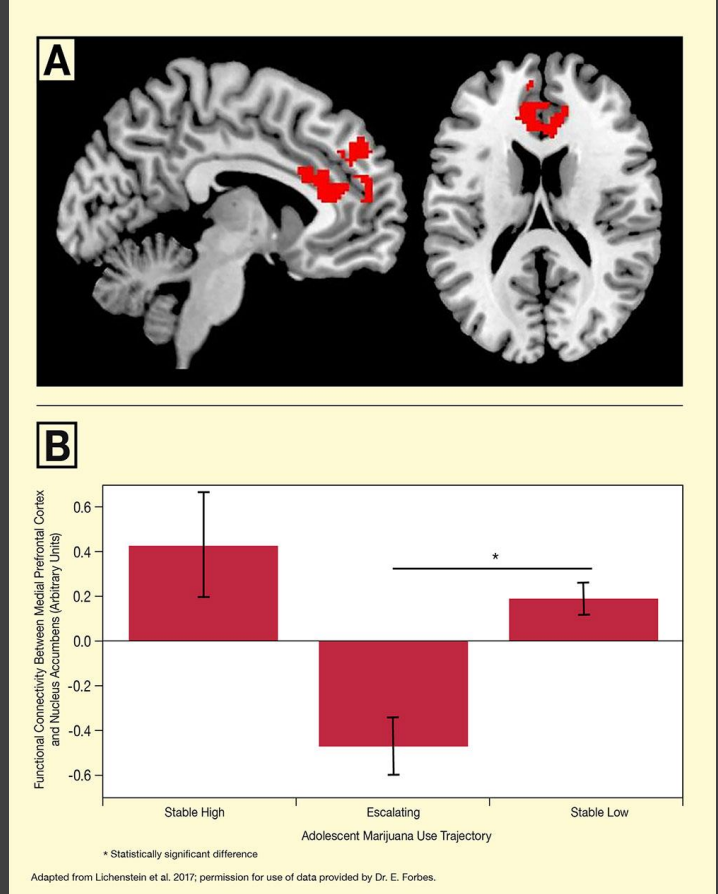 A
B
Functional Connectivity Between Medial Prefrontal Cortex
and Nucleus Accumbens (Arbitrary Units)
0.6
0.4
0.2
0.0
-0.2
-0.4
-0.6
*
Stable High Escalating Stable Low
Adolescent Marijuana Use Trajectory
* Statistically significant difference
Adapted from Lichenstein et al. 2017; permission for use of data provided by Dr. E. Forbes.